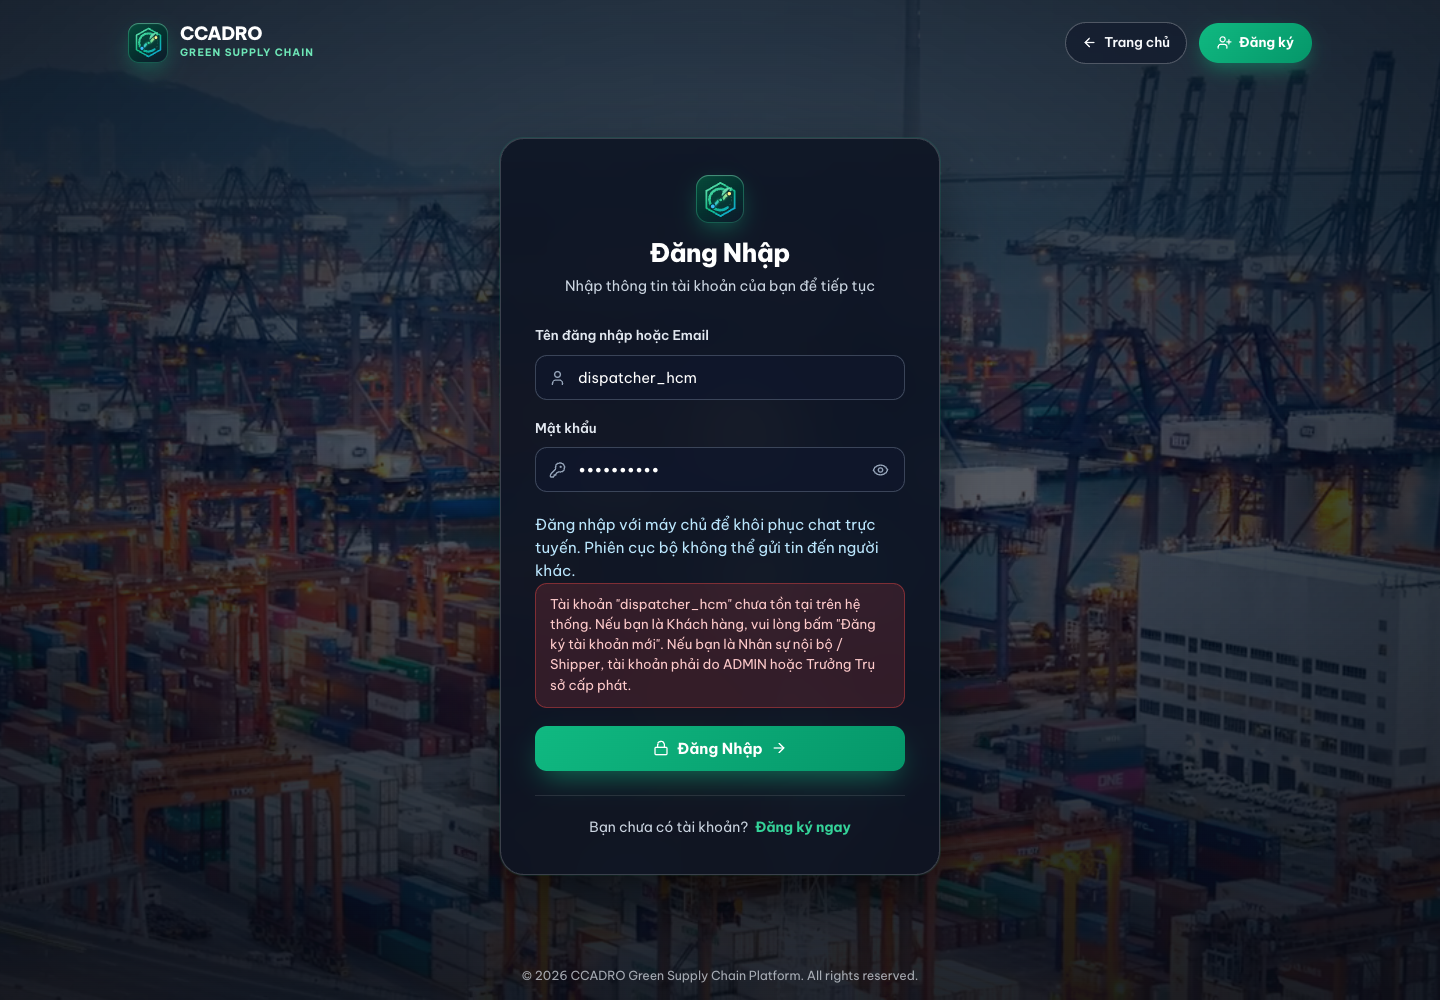 CCADRO
GREEN SUPPLY CHAIN
Trang chủ
Đăng ký
Đăng Nhập
Nhập thông tin tài khoản của bạn để tiếp tục
Tên đăng nhập hoặc Email
dispatcher_hcm
Mật khẩu
••••••••••
Đăng nhập với máy chủ để khôi phục chat trực
tuyến. Phiên cục bộ không thể gửi tin đến người
khác.
Tài khoản "dispatcher_hcm" chưa tồn tại trên hệ
thống. Nếu bạn là Khách hàng, vui lòng bấm "Đăng
ký tài khoản mới". Nếu bạn là Nhân sự nội bộ /
Shipper, tài khoản phải do ADMIN hoặc Trưởng Trụ
sở cấp phát.
Đăng Nhập
Bạn chưa có tài khoản? Đăng ký ngay
© 2026 CCADRO Green Supply Chain Platform. All rights reserved.